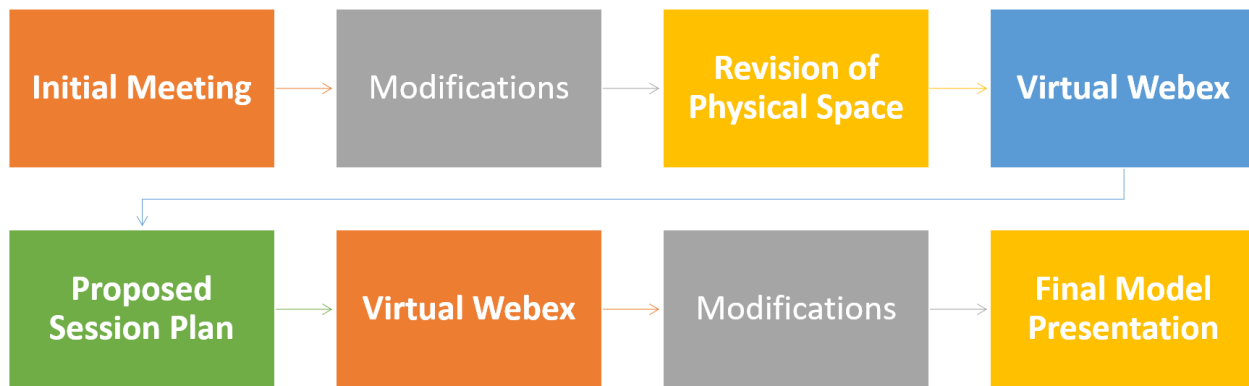 Initial Meeting
Modifications
Revision of
Physical Space
Virtual Webex
Proposed
Session Plan
Virtual Webex
Modifications
Final Model
Presentation